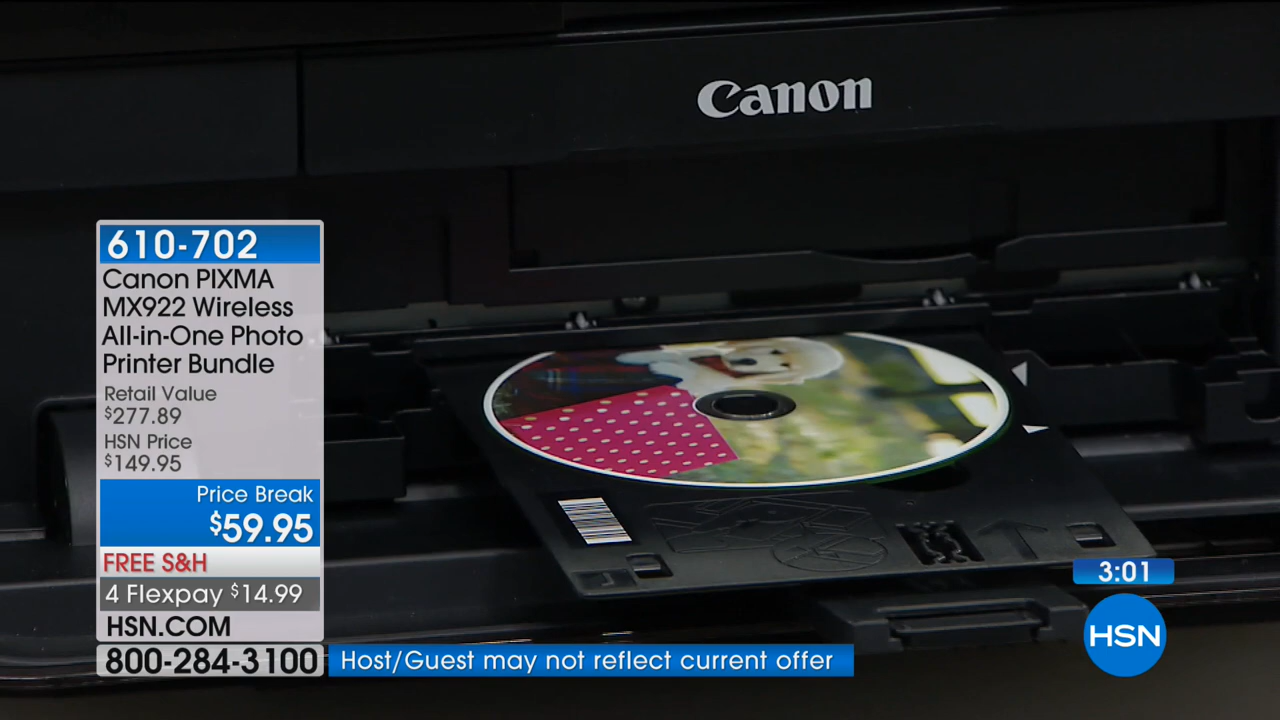 Canon
610-702
Canon PIXMA
MX922 Wireless
All-in-One Photo
Printer Bundle
Retail Value
$277.89
HSN Price
$149.95
Price Break
$59.95
FREE S&H
4 Flexpay $14.99
HSN.COM
800-284-3100
Host/Guest may not reflect current offer
3:01
HSN